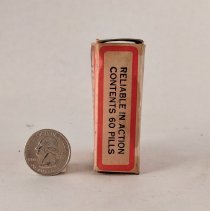 RELIABLE IN ACTION
CONTENTS 60 PILLS